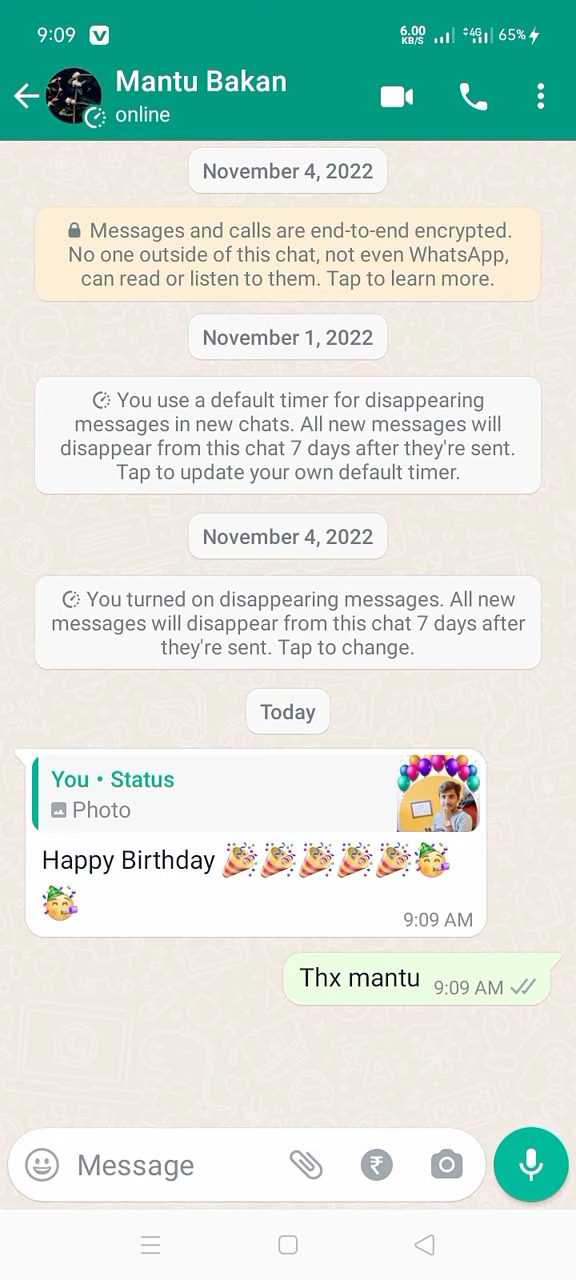 9:09 6.00 KB/S 4G 65%
Mantu Bakan
online
November 4, 2022
Messages and calls are end-to-end encrypted.
No one outside of this chat, not even WhatsApp,
can read or listen to them. Tap to learn more.
November 1, 2022
You use a default timer for disappearing
messages in new chats. All new messages will
disappear from this chat 7 days after they're sent.
Tap to update your own default timer.
November 4, 2022
You turned on disappearing messages. All new
messages will disappear from this chat 7 days after
they're sent. Tap to change.
Today
You • Status
Photo
Happy Birthday 🎉🎉🎉🎉🎉🥳
🥳
9:09 AM
Thx mantu 9:09 AM
Message ₹